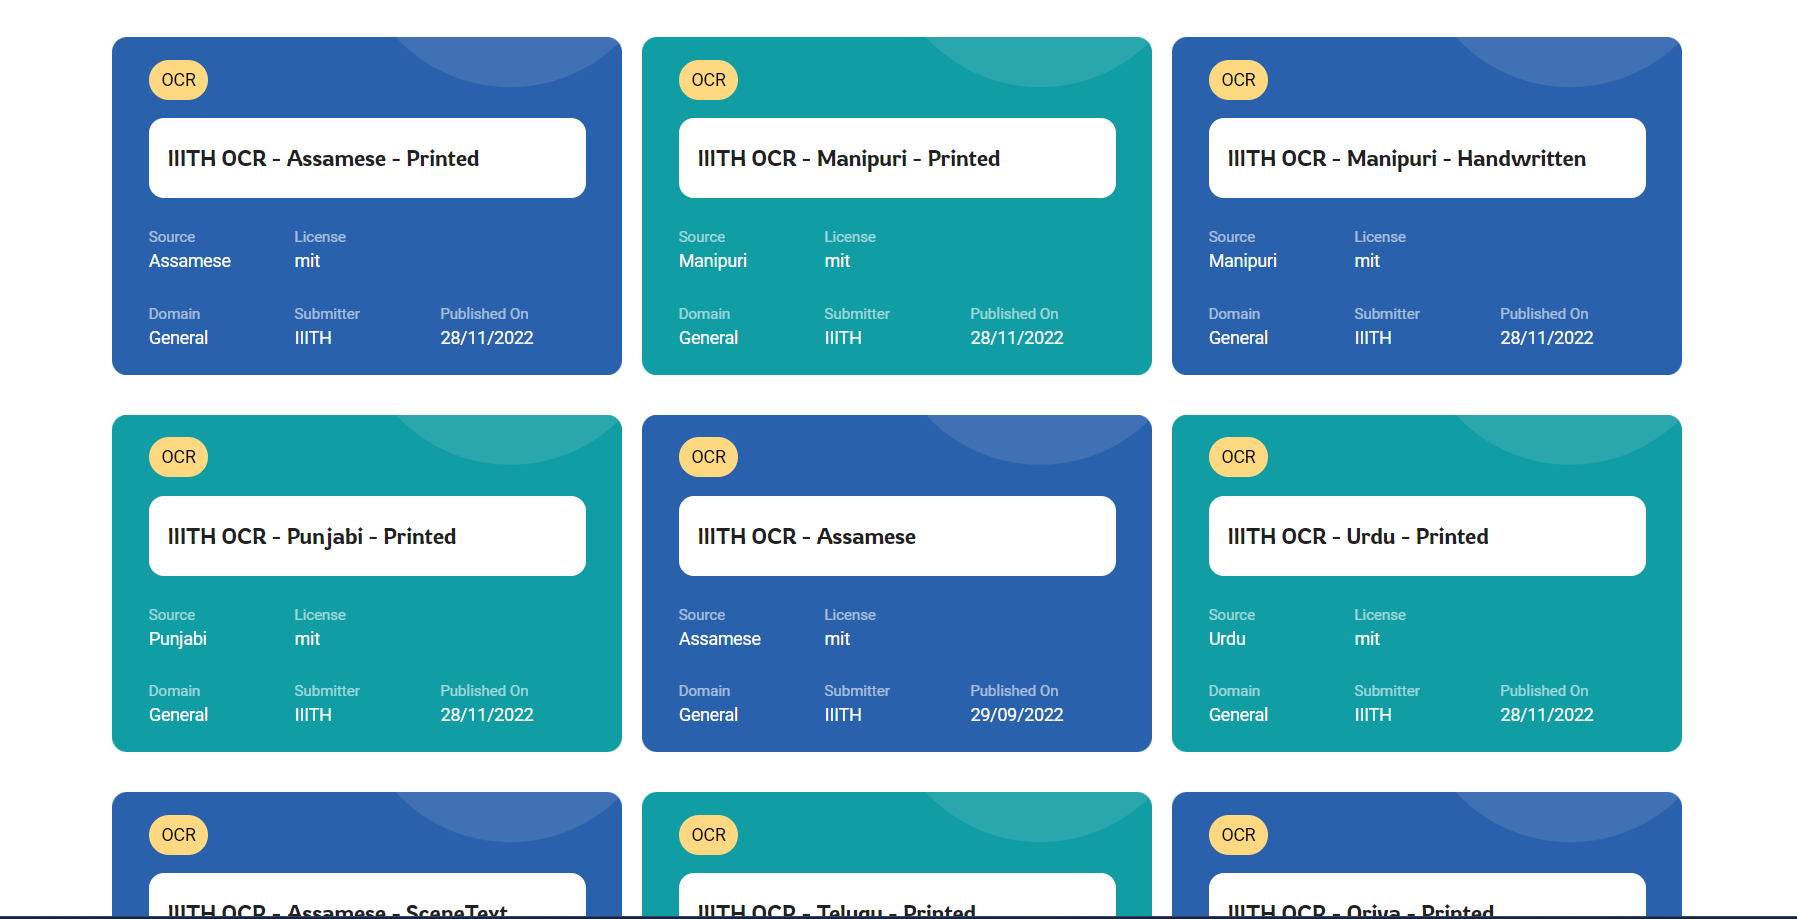 OCR
IIITH OCR - Assamese - Printed
Source License
Assamese mit
Domain Submitter Published On
General IIITH 28/11/2022
OCR
IIITH OCR - Manipuri - Printed
Source License
Manipuri mit
Domain Submitter Published On
General IIITH 28/11/2022
OCR
IIITH OCR - Manipuri - Handwritten
Source License
Manipuri mit
Domain Submitter Published On
General IIITH 28/11/2022
OCR
IIITH OCR - Punjabi - Printed
Source License
Punjabi mit
Domain Submitter Published On
General IIITH 28/11/2022
OCR
IIITH OCR - Assamese
Source License
Assamese mit
Domain Submitter Published On
General IIITH 29/09/2022
OCR
IIITH OCR - Urdu - Printed
Source License
Urdu mit
Domain Submitter Published On
General IIITH 28/11/2022
OCR
IIITH OCR - Assamese - SceneText
OCR
IIITH OCR - Telugu - Printed
OCR
IIITH OCR - Oriya - Printed